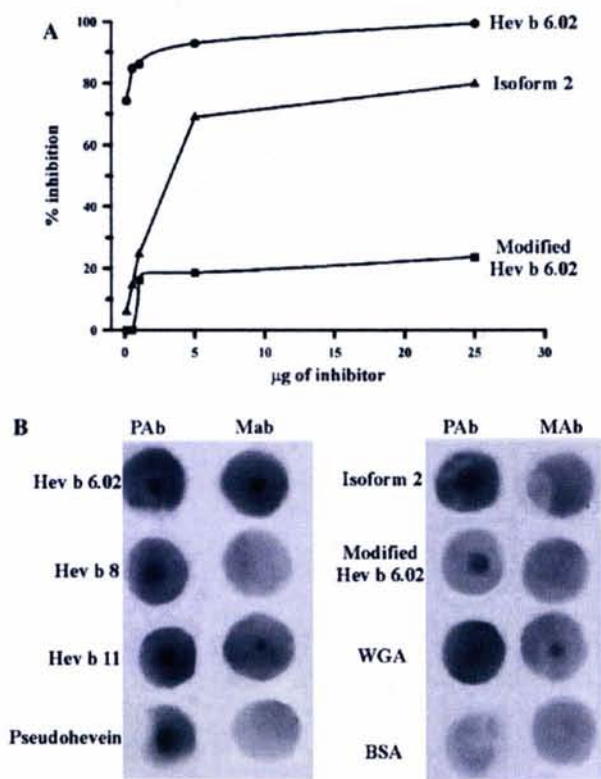 A
100
80
60
40
20
0
% inhibition
0
5
10
15
20
25
30
µg of inhibitor
Hev b 6.02
Isoform 2
Modified
Hev b 6.02
B
PAb Mab
Hev b 6.02
Hev b 8
Hev b 11
Pseudohevein
PAb MAb
Isoform 2
Modified
Hev b 6.02
WGA
BSA